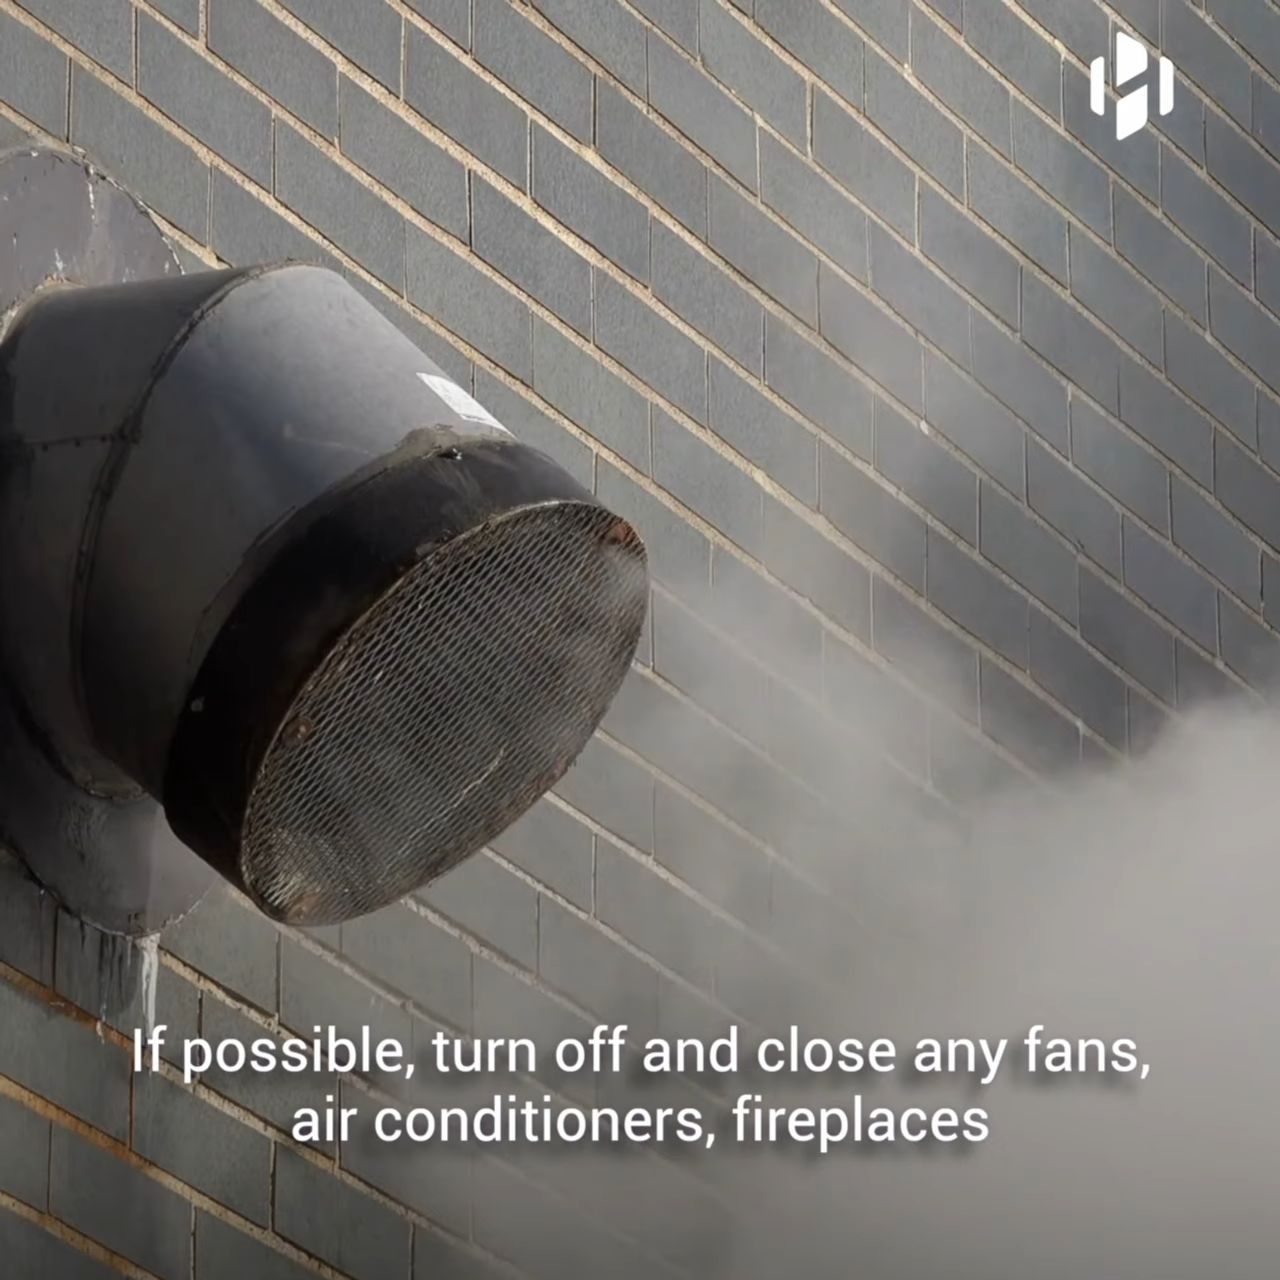 If possible, turn off and close any fans,
air conditioners, fireplaces